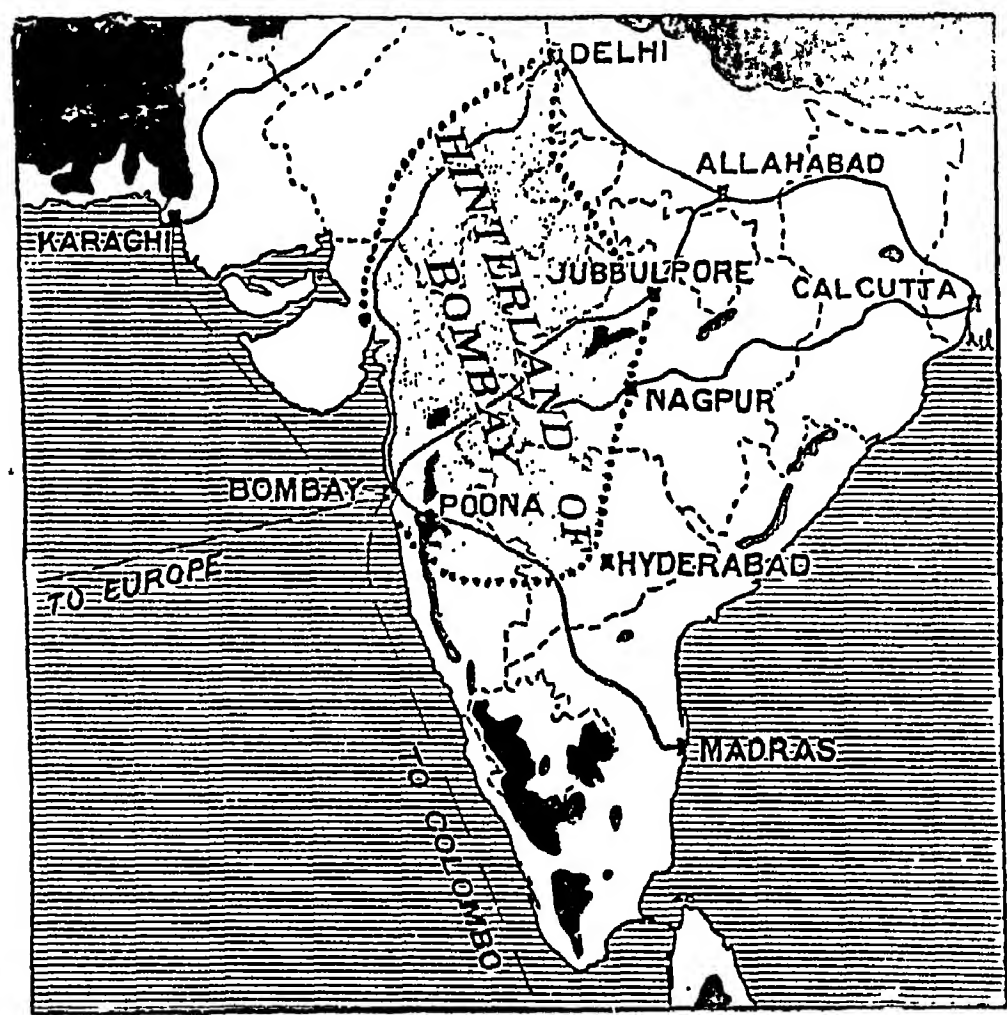 DELHI
ALLAHABAD
KARACHI
HINTERLAND OF
BOMBAY
JUBBULPORE
CALCUTTA
NAGPUR
BOMBAY
POONA
HYDERABAD
TO EUROPE
MADRAS
TO COLOMBO